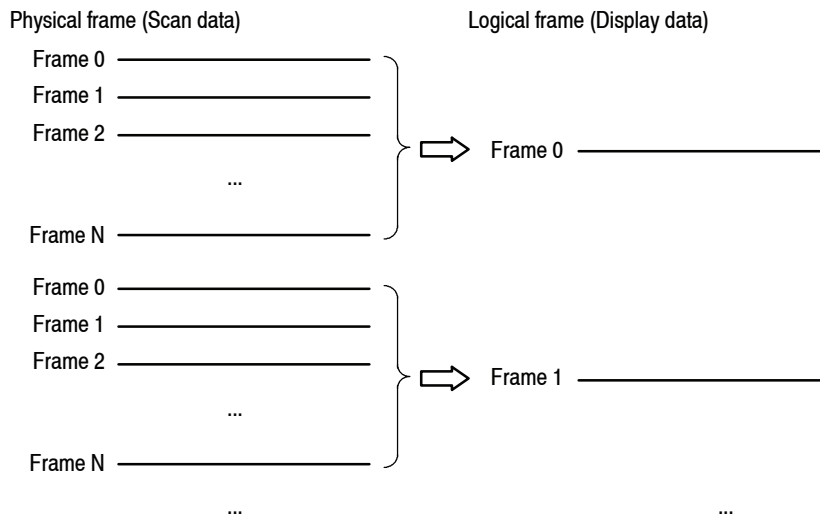 Physical frame (Scan data) Logical frame (Display data)
Frame 0
Frame 1
Frame 2
Frame 0
...
Frame N
Frame 0
Frame 1
Frame 2
Frame 1
...
Frame N
... ...